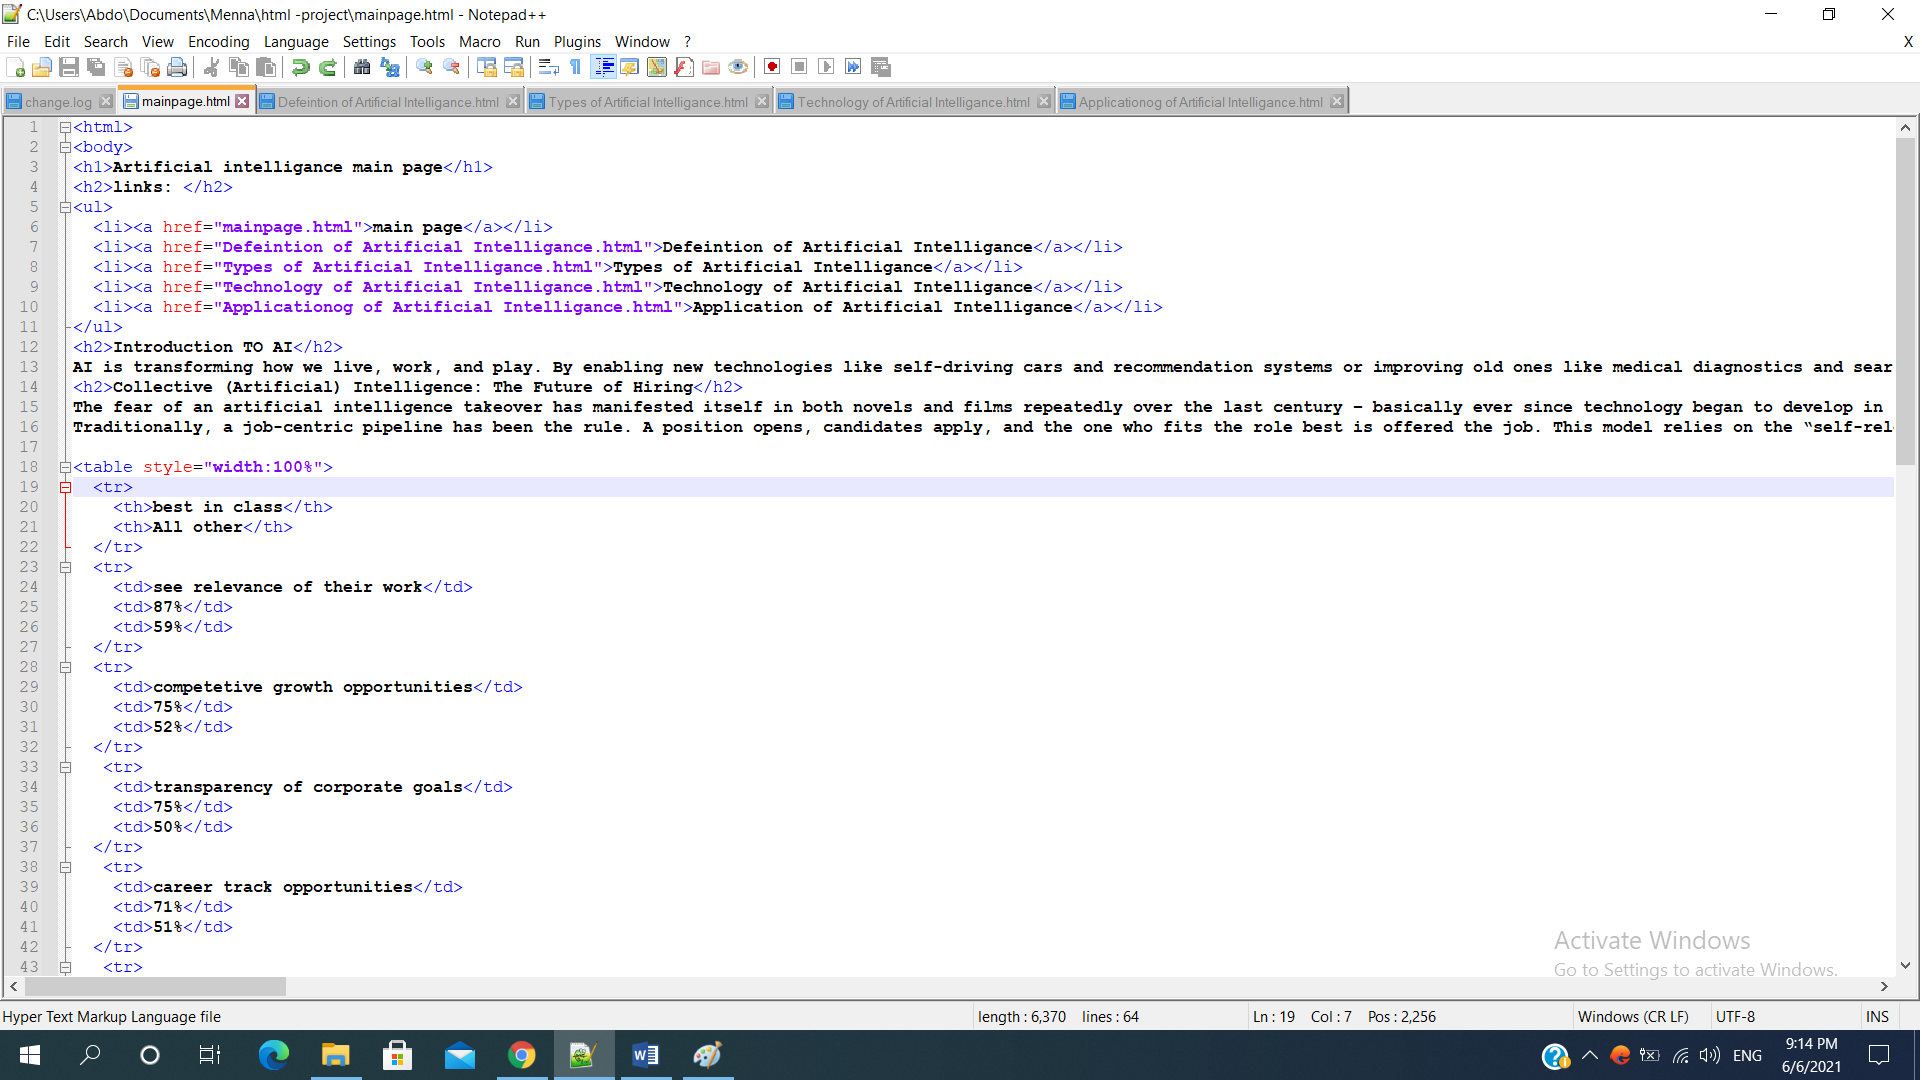 C:\Users\Abdo\Documents\Menna\html -project\mainpage.html - Notepad++
File Edit Search View Encoding Language Settings Tools Macro Run Plugins Window ? X
change.log mainpage.html Defeintion of Artificial Intelligance.html Types of Artificial Intelligance.html Technology of Artificial Intelligance.html Applicationog of Artificial Intelligance.html
1 <html>
2 <body>
3 <h1>Artificial intelligance main page</h1>
4 <h2>links: </h2>
5 <ul>
6 <li><a href="mainpage.html">main page</a></li>
7 <li><a href="Defeintion of Artificial Intelligance.html">Defeintion of Artificial Intelligance</a></li>
8 <li><a href="Types of Artificial Intelligance.html">Types of Artificial Intelligance</a></li>
9 <li><a href="Technology of Artificial Intelligance.html">Technology of Artificial Intelligance</a></li>
10 <li><a href="Applicationog of Artificial Intelligance.html">Application of Artificial Intelligance</a></li>
11 </ul>
12 <h2>Introduction TO AI</h2>
13 AI is transforming how we live, work, and play. By enabling new technologies like self-driving cars and recommendation systems or improving old ones like medical diagnostics and sear
14 <h2>Collective (Artificial) Intelligence: The Future of Hiring</h2>
15 The fear of an artificial intelligence takeover has manifested itself in both novels and films repeatedly over the last century – basically ever since technology began to develop in
16 Traditionally, a job-centric pipeline has been the rule. A position opens, candidates apply, and the one who fits the role best is offered the job. This model relies on the “self-rel
17
18 <table style="width:100%">
19 <tr>
20 <th>best in class</th>
21 <th>All other</th>
22 </tr>
23 <tr>
24 <td>see relevance of their work</td>
25 <td>87%</td>
26 <td>59%</td>
27 </tr>
28 <tr>
29 <td>competetive growth opportunities</td>
30 <td>75%</td>
31 <td>52%</td>
32 </tr>
33 <tr>
34 <td>transparency of corporate goals</td>
35 <td>75%</td>
36 <td>50%</td>
37 </tr>
38 <tr>
39 <td>career track opportunities</td>
40 <td>71%</td>
41 <td>51%</td>
42 </tr>
43 <tr>
Activate Windows
Go to Settings to activate Windows.
Hyper Text Markup Language file length : 6,370 lines : 64 Ln : 19 Col : 7 Pos : 2,256 Windows (CR LF) UTF-8 INS
ENG 9:14 PM
6/6/2021